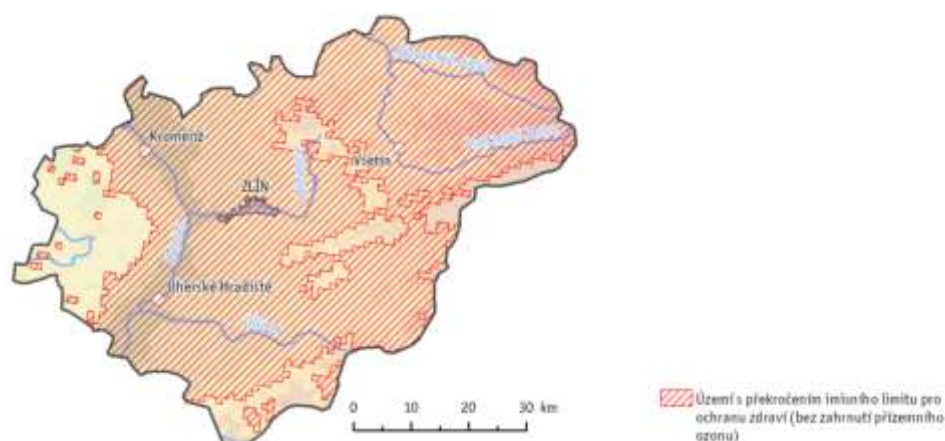 Kroměříž
Vsetín
ZLÍN
Uherské Hradiště
0 10 20 30 km
Území s překročením imisního limitu pro
ochranu zdraví (bez zahrnutí přízemního
ozonu)